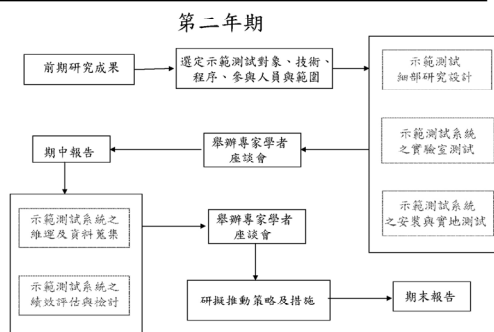 第二年期
前期研究成果
選定示範測試對象、技術、
程序、參與人員與範圍
示範測試
細部研究設計
示範測試系統
之實驗室測試
示範測試系統
之安裝與實地測試
舉辦專家學者
座談會
期中報告
示範測試系統之
維運及資料蒐集
示範測試系統之
績效評估與檢討
舉辦專家學者
座談會
研擬推動策略及措施
期末報告